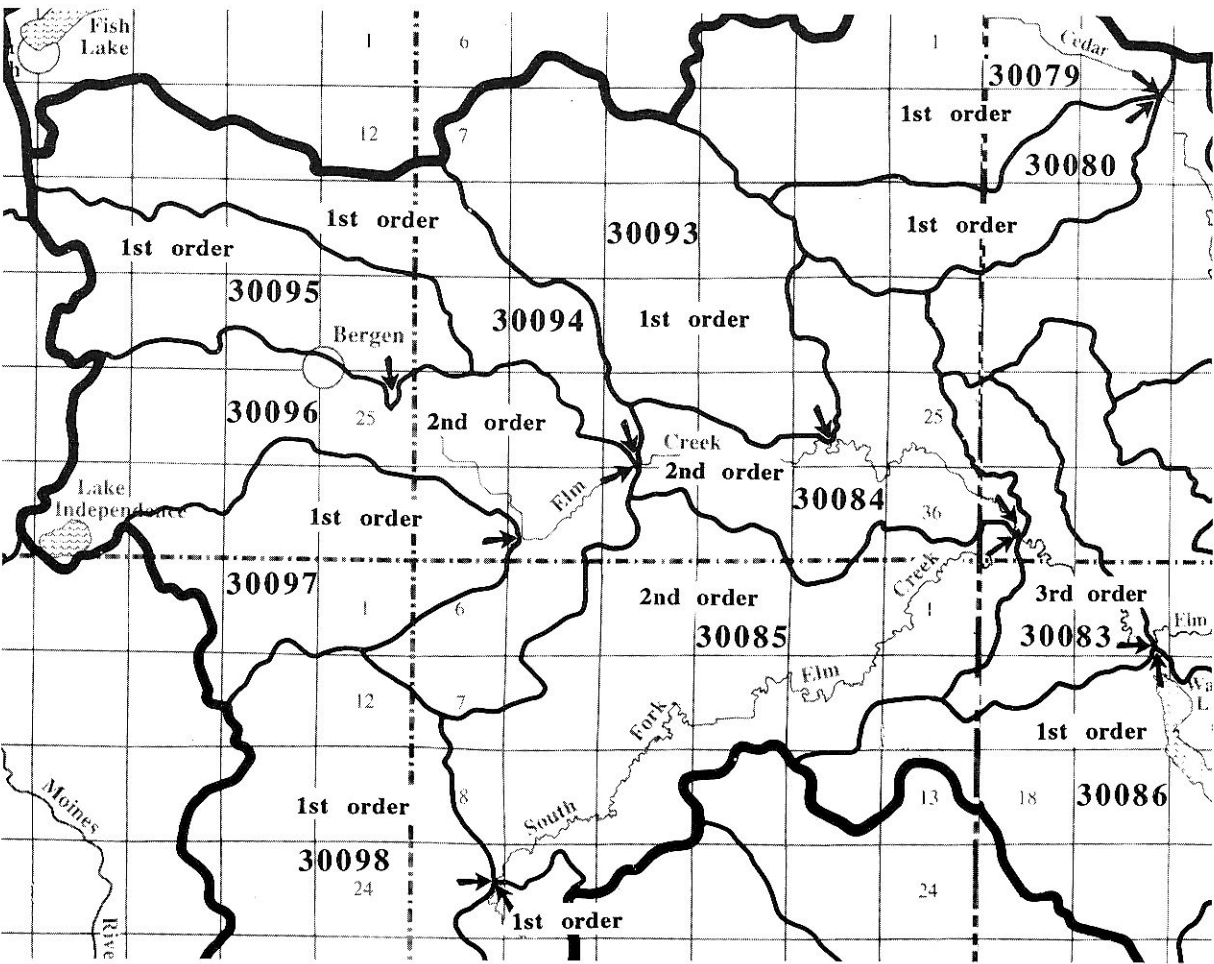 Fish
Lake
h
1
6
1
Cedar
30079
1st order
12
7
30080
1st order
1st order
30093
1st order
30095
30094
1st order
Bergen
30096
25
2nd order
25
Creek
2nd order
30084
Lake
Independence
1st order
Elm
36
30097
1
6
2nd order
30085
Creek
1
3rd order
30083
Elm
12
7
Fork
Elm
Wa
L
1st order
Moines
1st order
8
South
13
18
30086
30098
24
24
1st order
Rive